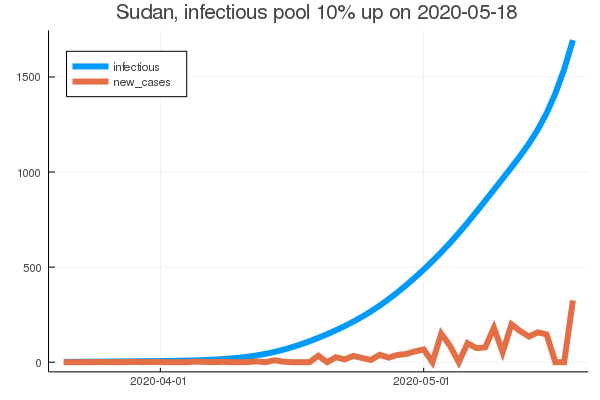 Sudan, infectious pool 10% up on 2020-05-18
infectious
new_cases
1500
1000
500
0
2020-04-01
2020-05-01